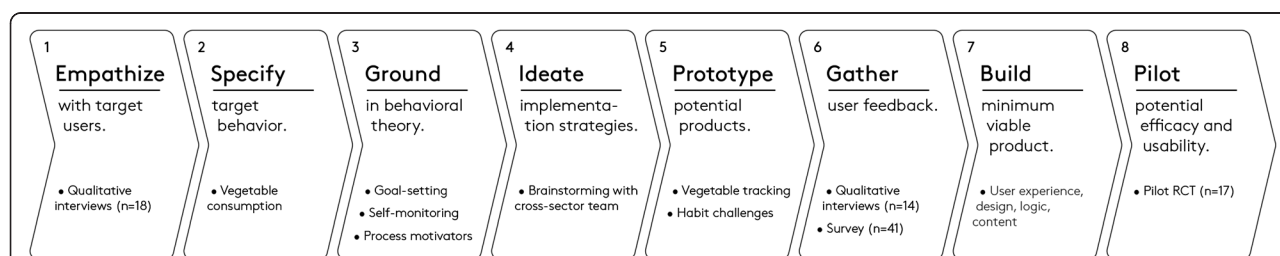 1
Empathize
with target
users.
• Qualitative
interviews (n=18)
2
Specify
target
behavior.
• Vegetable
consumption
3
Ground
in behavioral
theory.
• Goal-setting
• Self-monitoring
• Process motivators
4
Ideate
implementa-
tion strategies.
• Brainstorming with
cross-sector team
5
Prototype
potential
products.
• Vegetable tracking
• Habit challenges
6
Gather
user feedback.
• Qualitative
interviews (n=14)
• Survey (n=41)
7
Build
minimum
viable
product.
• User experience,
design, logic,
content
8
Pilot
potential
efficacy and
usability.
• Pilot RCT (n=17)